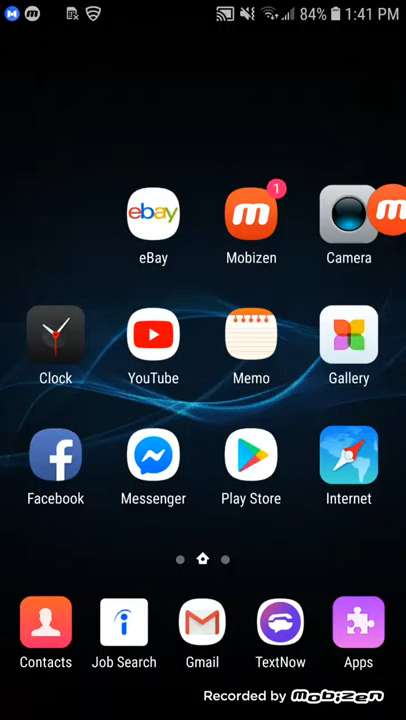 84% 1:41 PM
ebay
m
1
m
eBay
Mobizen
Camera
Clock
YouTube
Memo
Gallery
Facebook
Messenger
Play Store
Internet
Contacts
Job Search
Gmail
TextNow
Apps
Recorded by mobizen